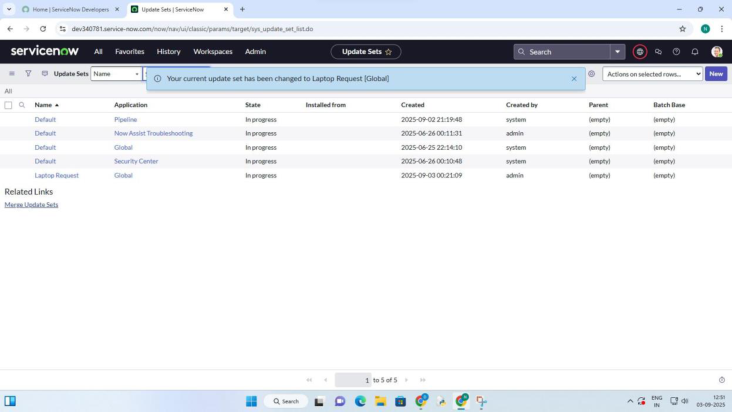 Home | ServiceNow Developers
Update Sets | ServiceNow
dev340781.service-now.com/now/nav/ui/classic/params/target/sys_update_set_list.do
servicenow
All
Favorites
History
Workspaces
Admin
Update Sets
Search
Update Sets
Name
Your current update set has been changed to Laptop Request [Global]
Actions on selected rows...
New
All
Name Application State Installed from Created Created by Parent Batch Base
Default Pipeline In progress 2025-09-02 21:19:48 system (empty) (empty)
Default Now Assist Troubleshooting In progress 2025-06-26 00:11:31 admin (empty) (empty)
Default Global In progress 2025-06-25 22:14:10 system (empty) (empty)
Default Security Center In progress 2025-06-26 00:10:48 system (empty) (empty)
Laptop Request Global In progress 2025-09-03 00:21:09 admin (empty) (empty)
Related Links
Merge Update Sets
1 to 5 of 5
Search
ENG
IN
12:51
03-09-2025